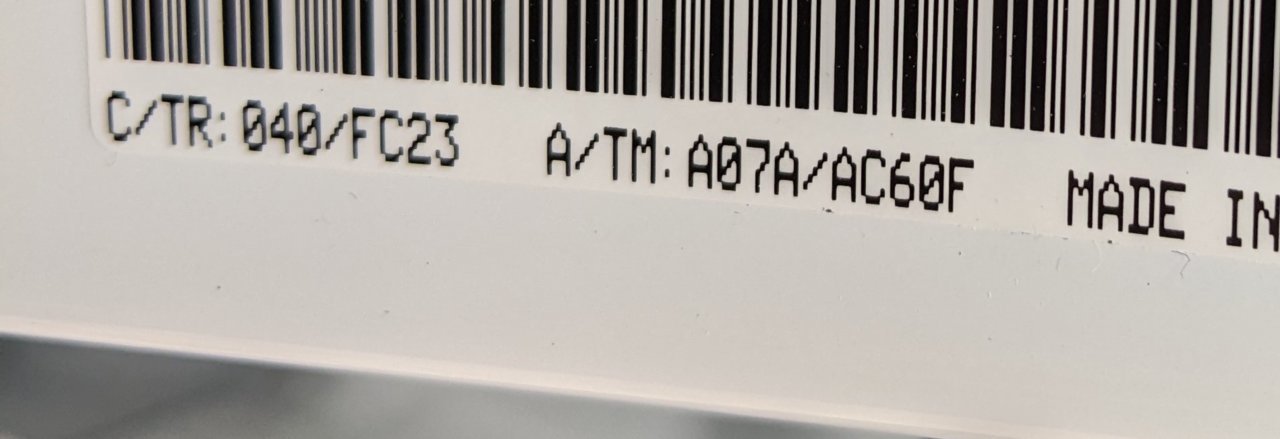 C/TR: 040/FC23 A/TM: A07A/AC60F MADE IN